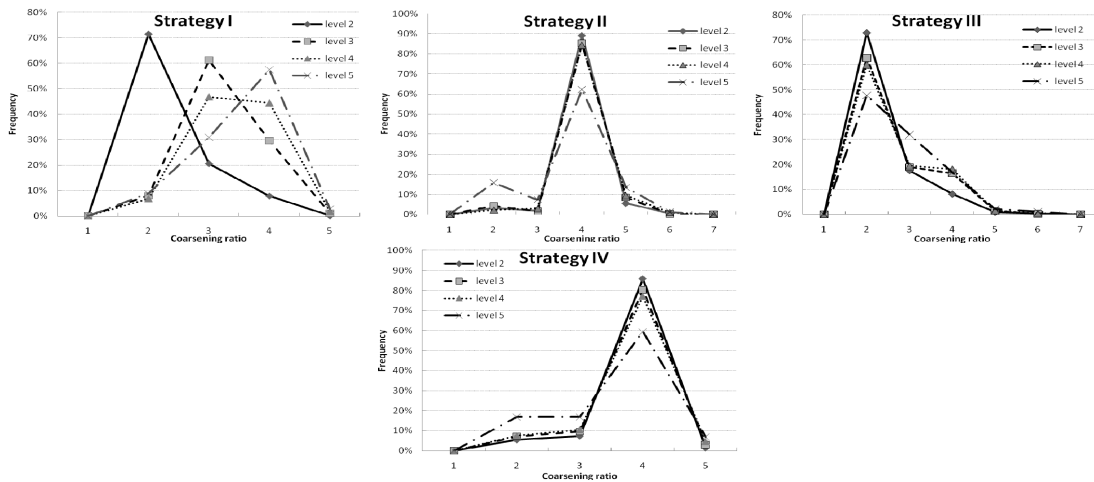 Strategy I
80%
70%
60%
50%
40%
30%
20%
10%
0%
Frequency
1 2 3 4 5
Coarsening ratio
level 2
level 3
level 4
level 5
Strategy II
100%
90%
80%
70%
60%
50%
40%
30%
20%
10%
0%
Frequency
1 2 3 4 5 6 7
Coarsening ratio
level 2
level 3
level 4
level 5
Strategy III
80%
70%
60%
50%
40%
30%
20%
10%
0%
Frequency
1 2 3 4 5 6 7
Coarsening ratio
level 2
level 3
level 4
level 5
Strategy IV
100%
90%
80%
70%
60%
50%
40%
30%
20%
10%
0%
Frequency
1 2 3 4 5
Coarsening ratio
level 2
level 3
level 4
level 5